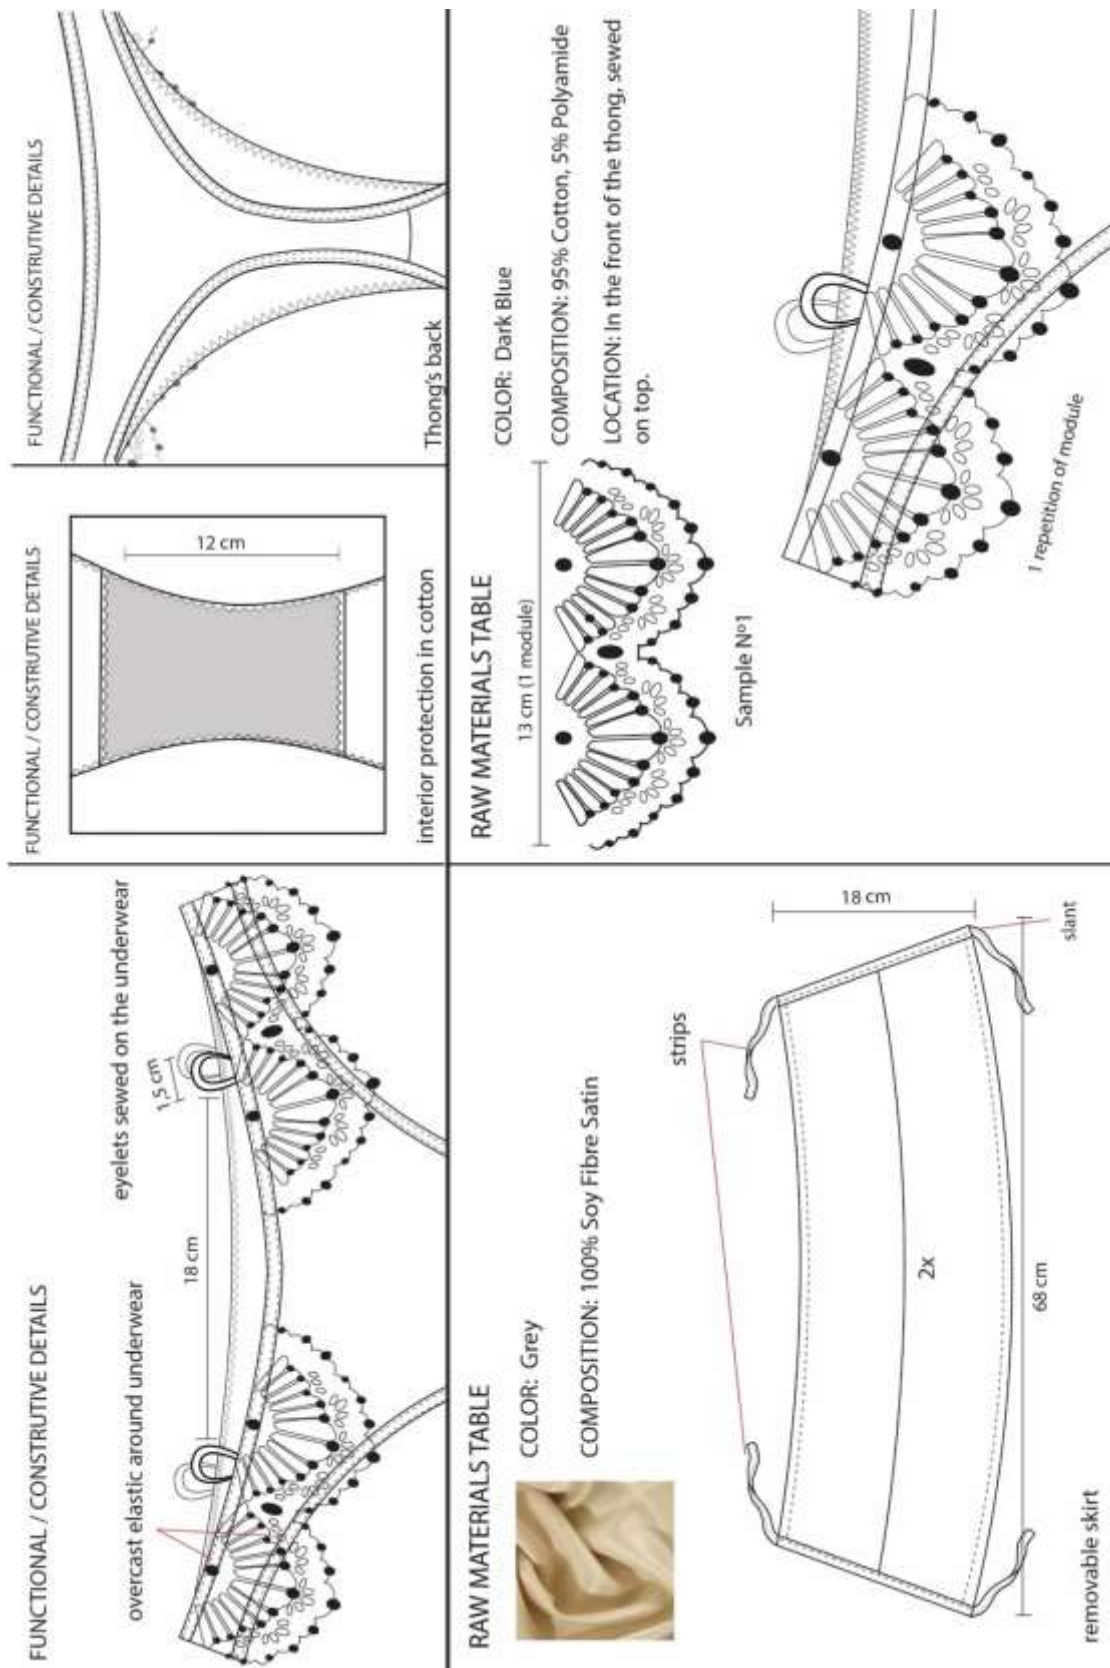 FUNCTIONAL / CONSTRUTIVE DETAILS
overcast elastic around underwear
eyelets sewed on the underwear
18 cm
1,5 cm
FUNCTIONAL / CONSTRUTIVE DETAILS
12 cm
interior protection in cotton
FUNCTIONAL / CONSTRUTIVE DETAILS
Thong's back
RAW MATERIALS TABLE
COLOR: Grey
COMPOSITION: 100% Soy Fibre Satin
strips
18 cm
2x
68 cm
slant
removable skirt
RAW MATERIALS TABLE
13 cm (1 module)
COLOR: Dark Blue
COMPOSITION: 95% Cotton, 5% Polyamide
LOCATION: In the front of the thong, sewed
on top.
Sample Nº1
1 repetition of module